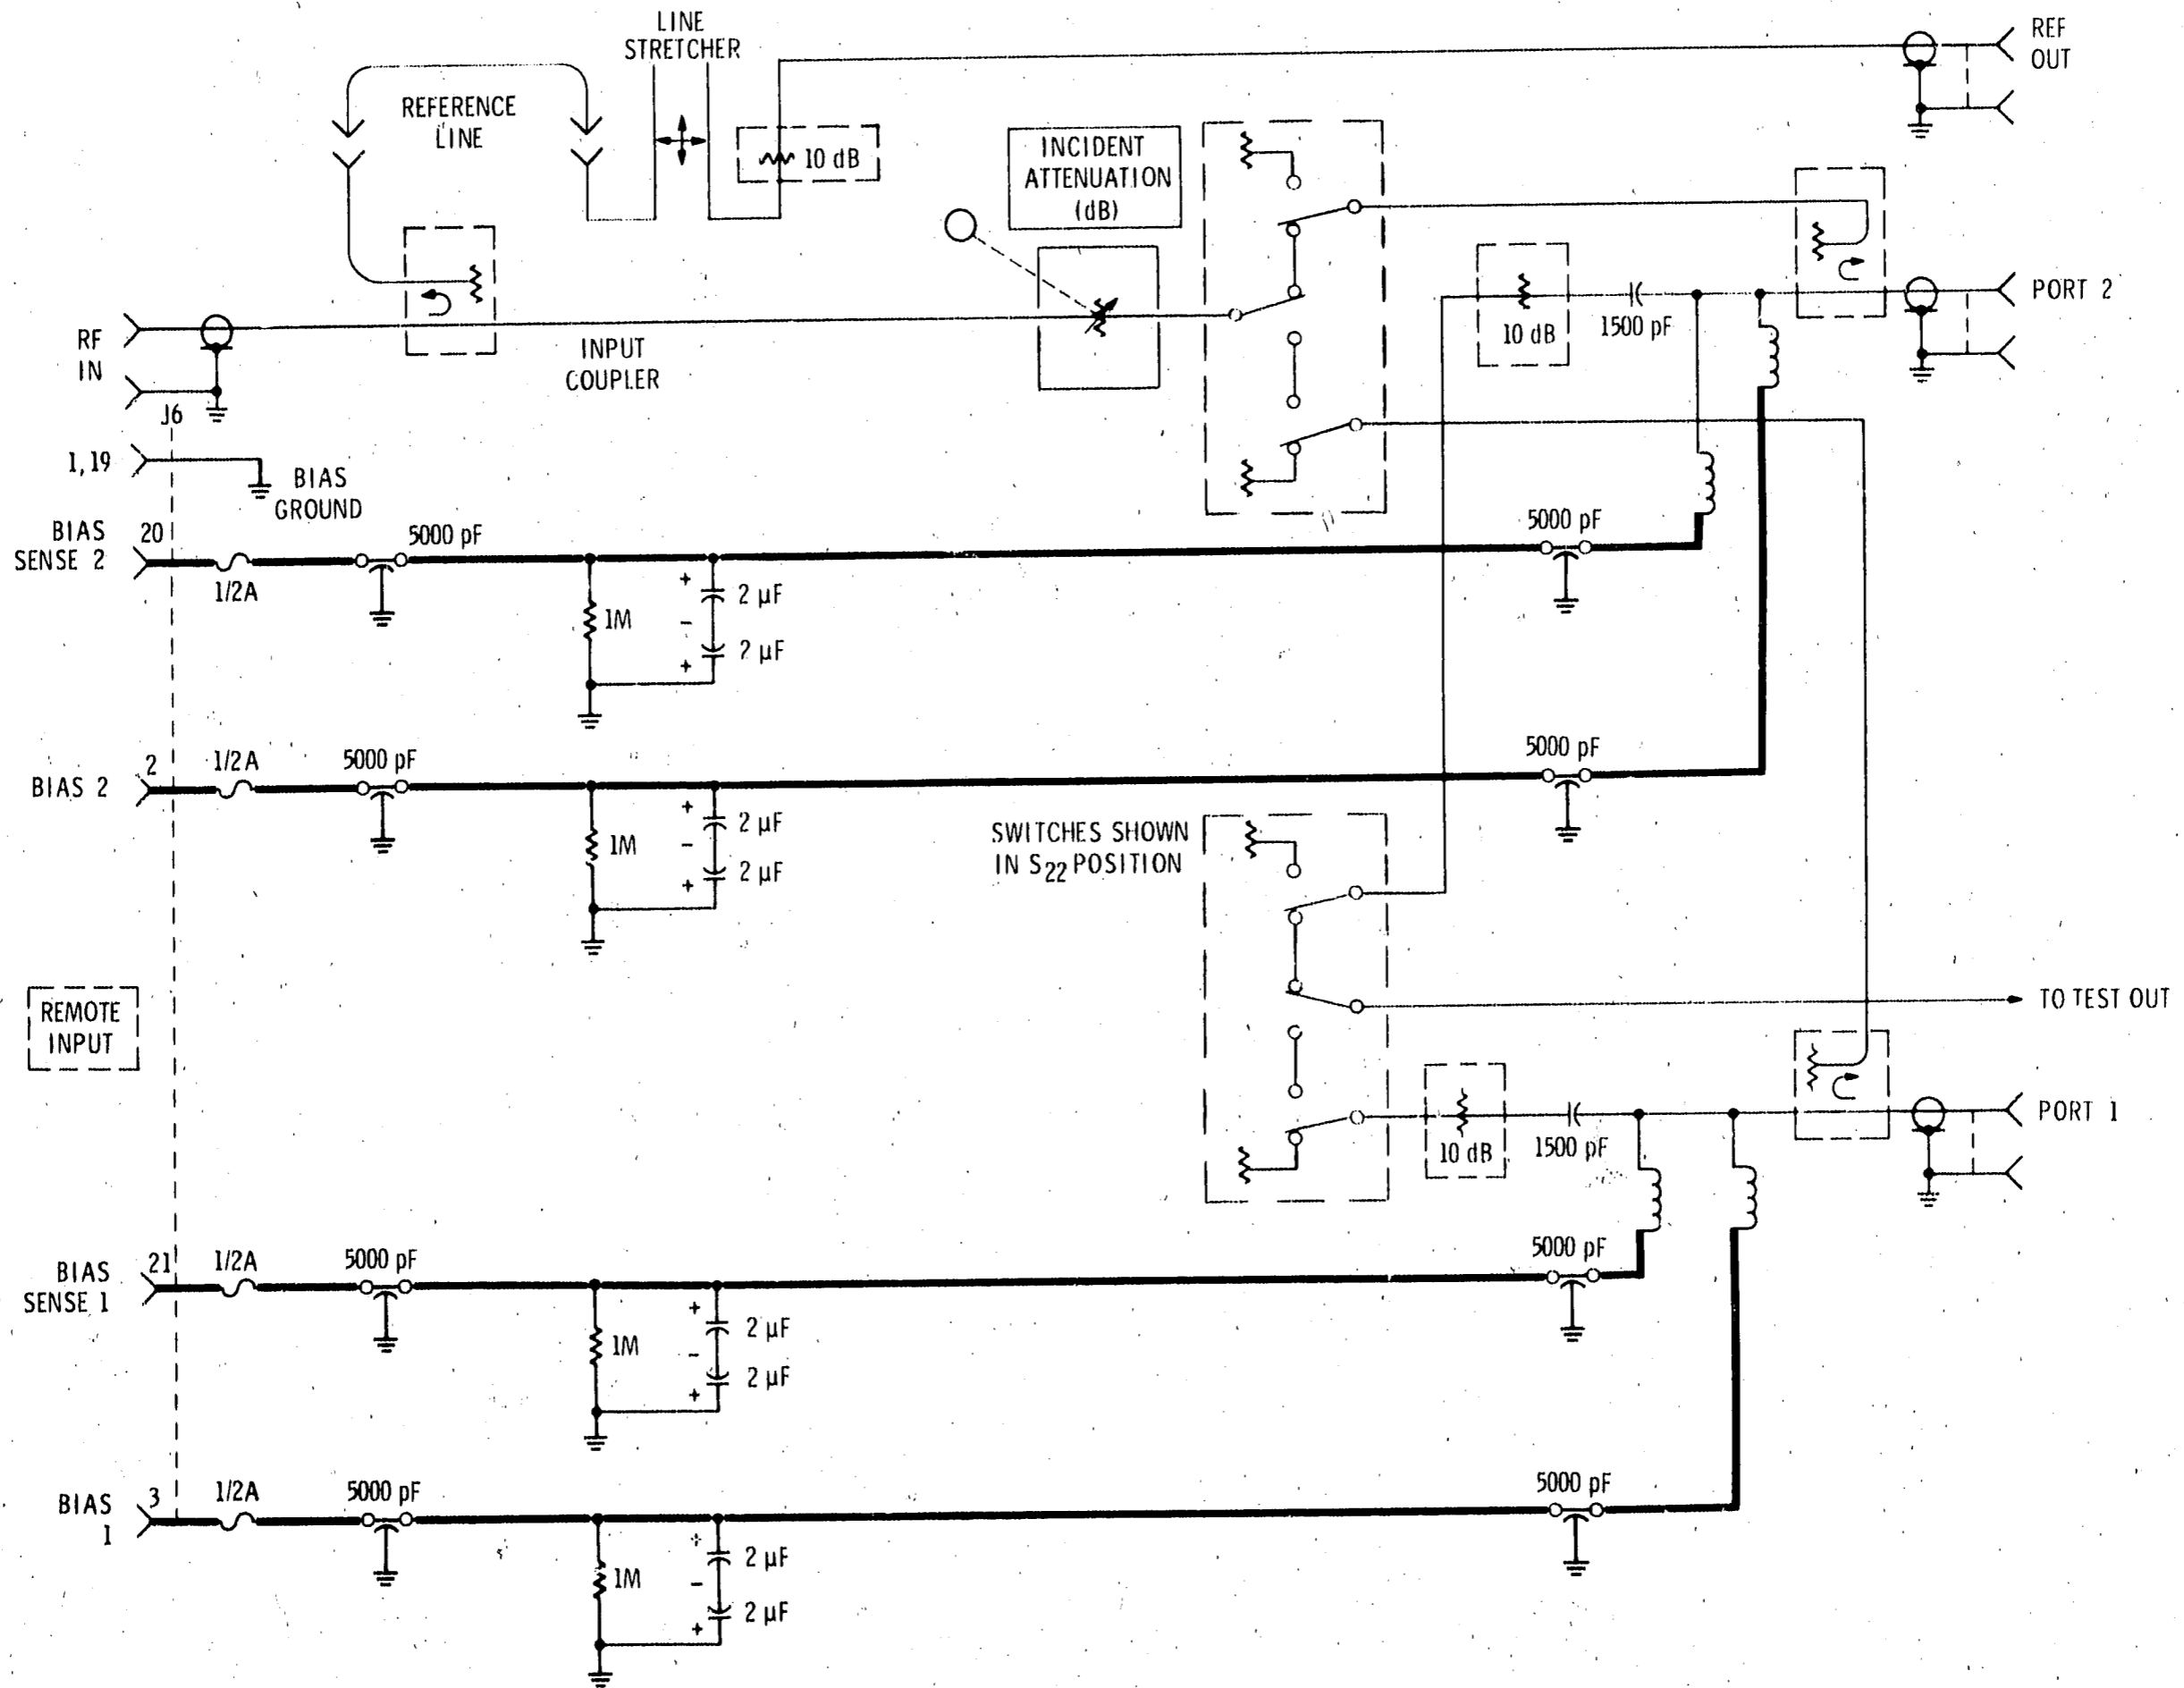 LINE
STRETCHER
REF
OUT
REFERENCE
LINE
10 dB
INCIDENT
ATTENUATION
(dB)
RF
IN
INPUT
COUPLER
10 dB
1500 pF
PORT 2
J6
1,19
BIAS
GROUND
BIAS
SENSE 2
20
1/2A
5000 pF
5000 pF
+
2 µF
1M
-
2 µF
+
BIAS 2
2
1/2A
5000 pF
5000 pF
+
2 µF
1M
-
2 µF
+
SWITCHES SHOWN
IN S22 POSITION
REMOTE
INPUT
TO TEST OUT
10 dB
1500 pF
PORT 1
BIAS
SENSE 1
21
1/2A
5000 pF
5000 pF
+
2 µF
1M
-
2 µF
+
BIAS
1
3
1/2A
5000 pF
5000 pF
+
2 µF
1M
-
2 µF
+